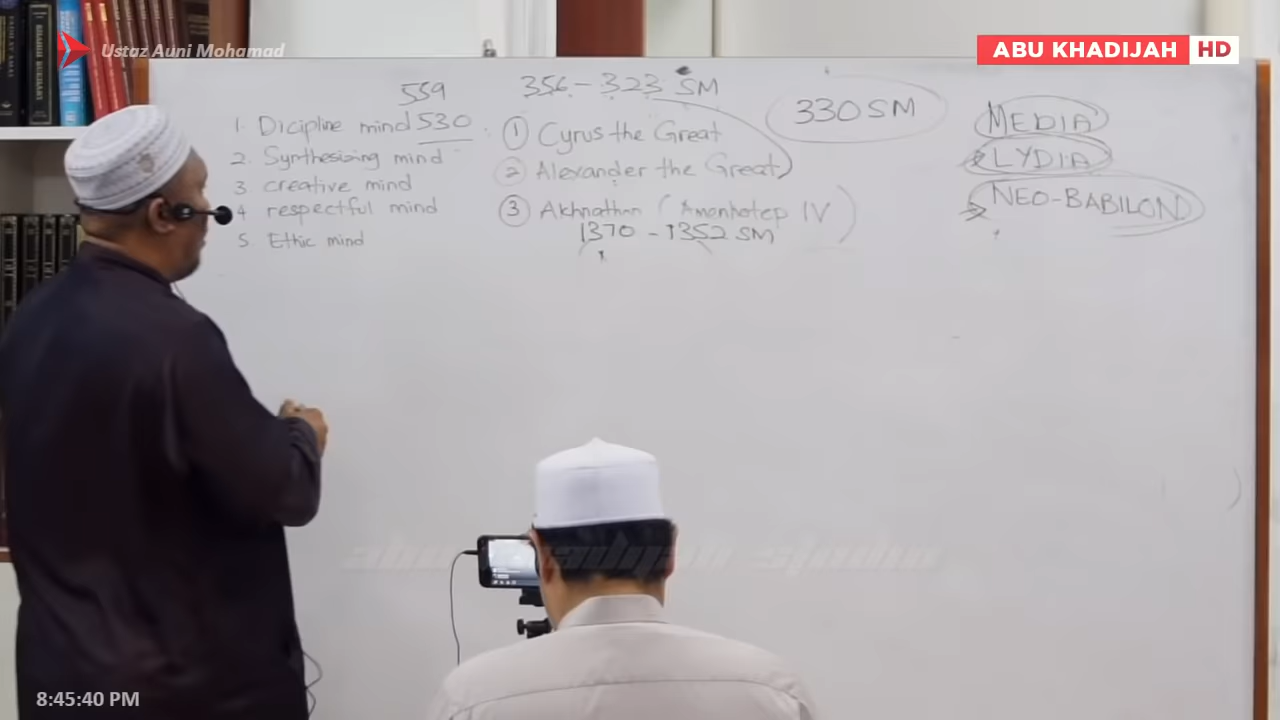 Ustaz Auni Mohamad
ABU KHADIJAH HD
559
530
1. Dicipline mind
2. Synthesizing mind
3. creative mind
4 respectful mind
5. Ethic mind
356 - 323 SM
1 Cyrus the Great
2 Alexander the Great
3 Akhnathan (Amenhotep IV)
1370 - 1352 SM
330 SM
MEDIA
LYDIA
NEO-BABILON
8:45:40 PM